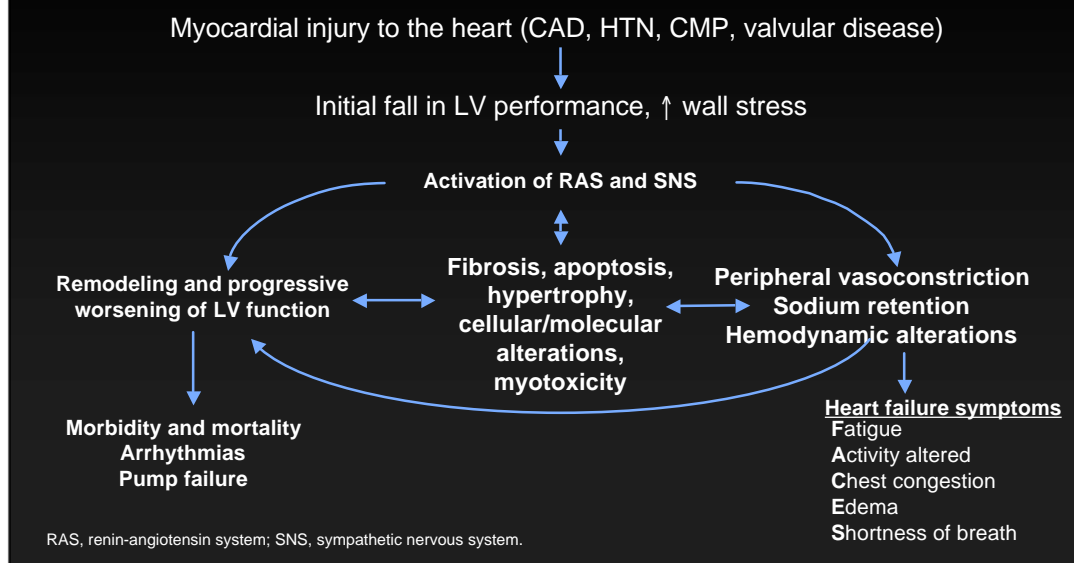 Myocardial injury to the heart (CAD, HTN, CMP, valvular disease)
Initial fall in LV performance, ↑ wall stress
Activation of RAS and SNS
Remodeling and progressive
worsening of LV function
Fibrosis, apoptosis,
hypertrophy,
cellular/molecular
alterations,
myotoxicity
Peripheral vasoconstriction
Sodium retention
Hemodynamic alterations
Morbidity and mortality
Arrhythmias
Pump failure
Heart failure symptoms
Fatigue
Activity altered
Chest congestion
Edema
Shortness of breath
RAS, renin-angiotensin system; SNS, sympathetic nervous system.